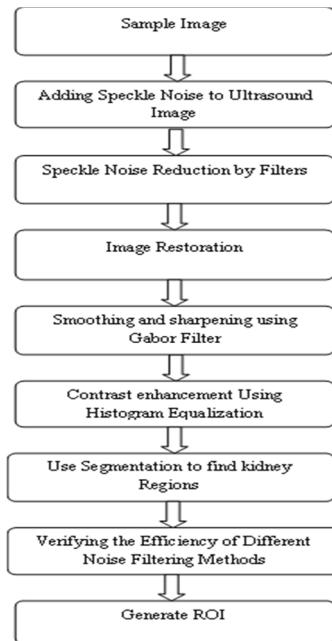 Sample Image
Adding Speckle Noise to Ultrasound
Image
Speckle Noise Reduction by Filters
Image Restoration
Smoothing and sharpening using
Gabor Filter
Contrast enhancement Using
Histogram Equalization
Use Segmentation to find kidney
Regions
Verifying the Efficiency of Different
Noise Filtering Methods
Generate ROI